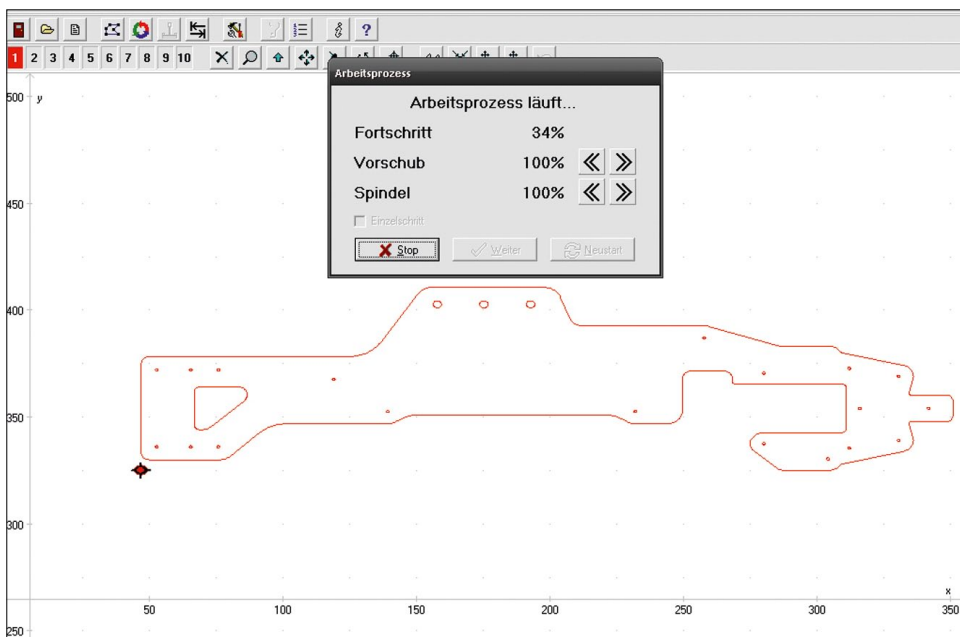 ?
1 2 3 4 5 6 7 8 9 10
Arbeitsprozess
Arbeitsprozess läuft...
Fortschritt 34%
Vorschub 100%
Spindel 100%
Einzelschritt
Stop Weiter Neustart
500 y
450
400
350
300
x
50 100 150 200 250 300 350
250